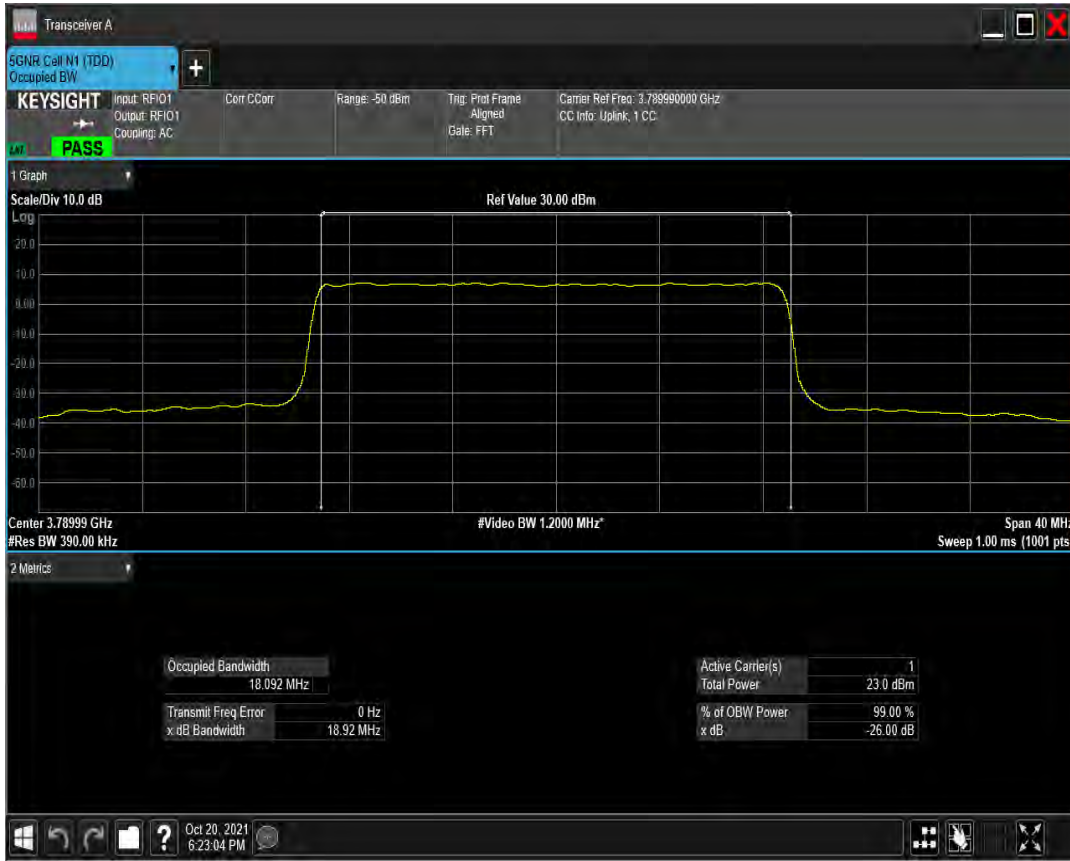 Transceiver A
5GNR Cell N1 (TDD)
Occupied BW
+
KEYSIGHT
Input: RFIO1
Output: RFIO1
Coupling: AC
Corr CCorr
Range: -50 dBm
Trig: Prot Frame
Aligned
Gate: FFT
Carrier Ref Freq: 3.789990000 GHz
CC Info: Uplink, 1 CC
PASS
1 Graph
Scale/Div 10.0 dB
Ref Value 30.00 dBm
Log
20.0
10.0
0.00
-10.0
-20.0
-30.0
-40.0
-50.0
-60.0
Center 3.78999 GHz
#Video BW 1.2000 MHz*
Span 40 MHz
#Res BW 390.00 kHz
Sweep 1.00 ms (1001 pts
2 Metrics
Occupied Bandwidth
18.092 MHz
Transmit Freq Error 0 Hz
x dB Bandwidth 18.92 MHz
Active Carrier(s) 1
Total Power 23.0 dBm
% of OBW Power 99.00 %
x dB -26.00 dB
?
Oct 20, 2021
6:23:04 PM